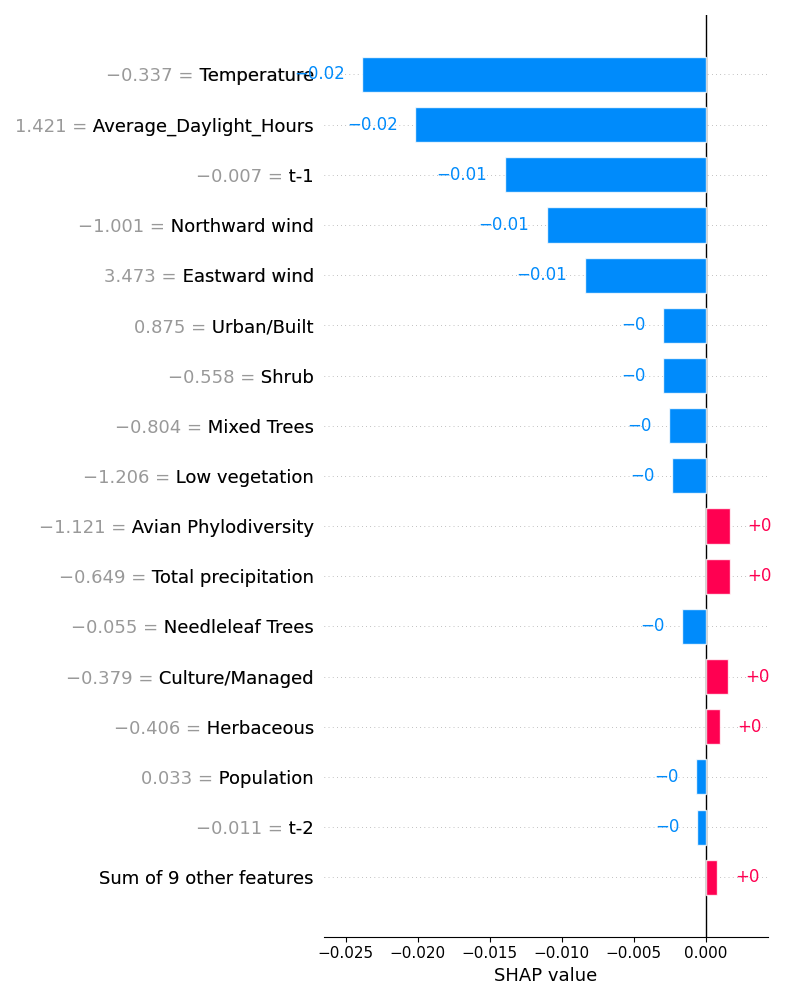 −0.337 = Temperature −0.02
1.421 = Average_Daylight_Hours −0.02
−0.007 = t-1 −0.01
−1.001 = Northward wind −0.01
3.473 = Eastward wind −0.01
0.875 = Urban/Built −0
−0.558 = Shrub −0
−0.804 = Mixed Trees −0
−1.206 = Low vegetation −0
−1.121 = Avian Phylodiversity +0
−0.649 = Total precipitation +0
−0.055 = Needleleaf Trees −0
−0.379 = Culture/Managed +0
−0.406 = Herbaceous +0
0.033 = Population −0
−0.011 = t-2 −0
Sum of 9 other features +0
−0.025 −0.020 −0.015 −0.010 −0.005 0.000
SHAP value